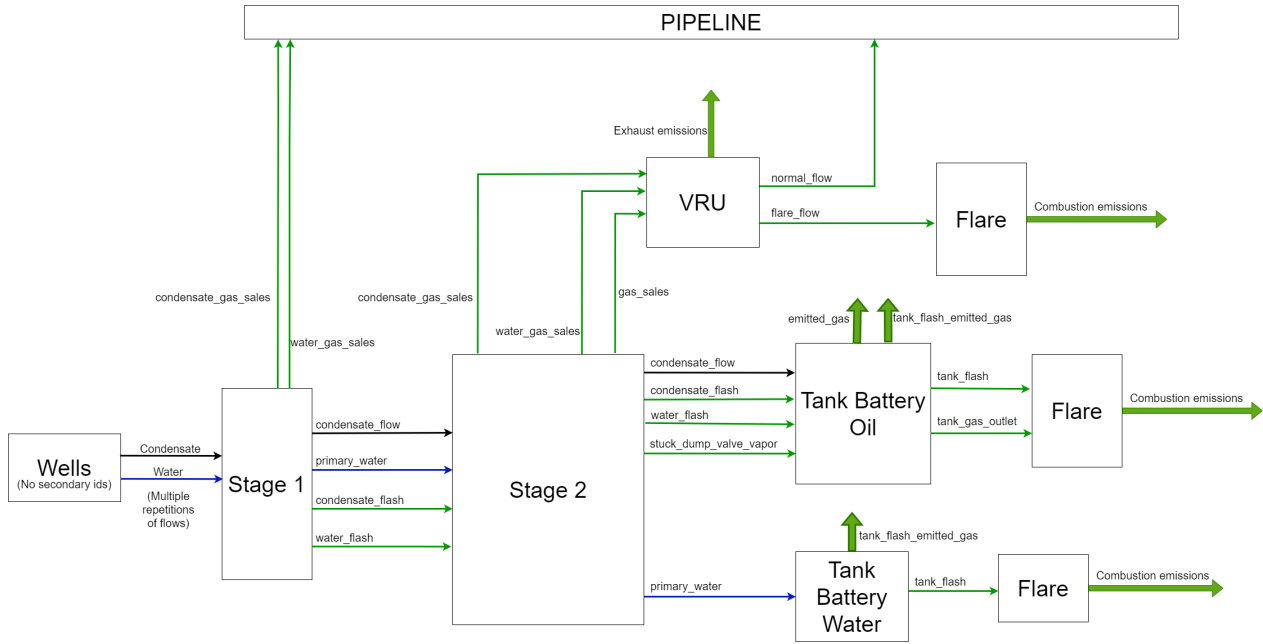 PIPELINE
Exhaust emissions
VRU
normal_flow
flare_flow
Flare
Combustion emissions
condensate_gas_sales
water_gas_sales
condensate_gas_sales
water_gas_sales
gas_sales
emitted_gas
tank_flash_emitted_gas
Wells
(No secondary ids)
Condensate
Water
(Multiple
repetitions
of flows)
Stage 1
condensate_flow
primary_water
condensate_flash
water_flash
Stage 2
condensate_flow
condensate_flash
water_flash
stuck_dump_valve_vapor
Tank Battery
Oil
tank_flash
tank_gas_outlet
Flare
Combustion emissions
primary_water
tank_flash_emitted_gas
Tank
Battery
Water
tank_flash
Flare
Combustion emissions